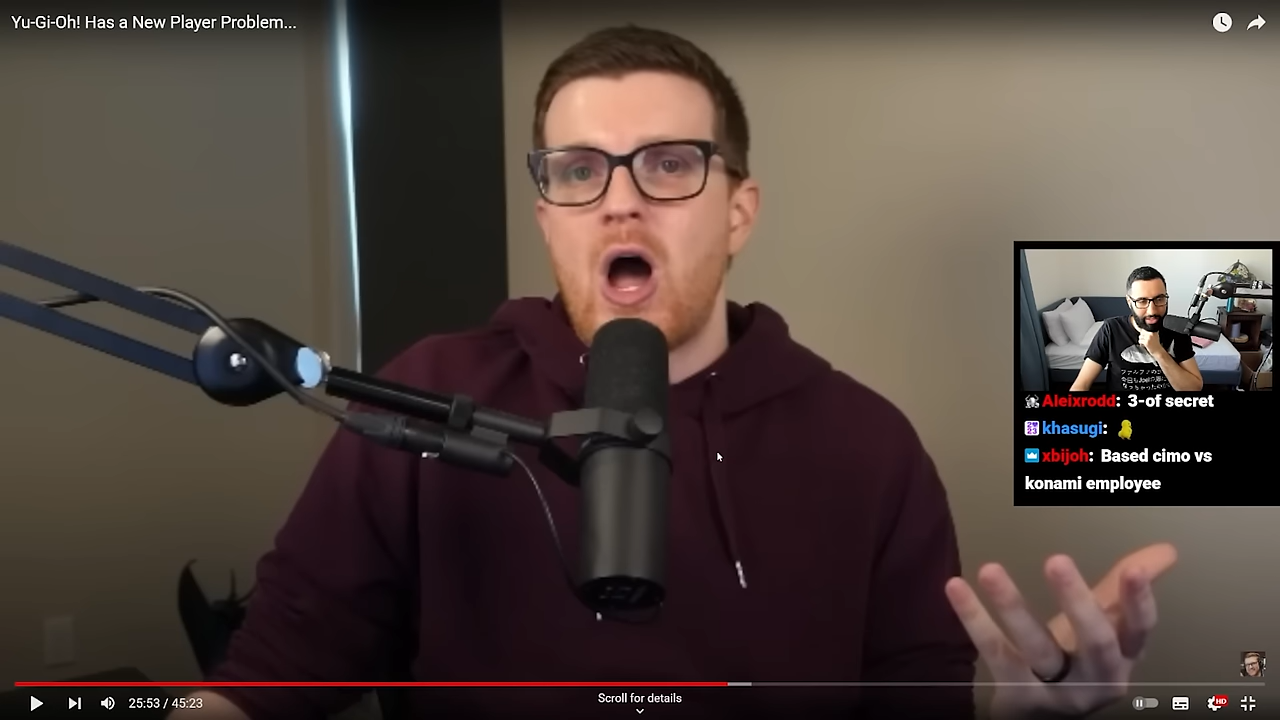 Yu-Gi-Oh! Has a New Player Problem...
Aleixrodd: 3-of secret
khasugi:
xbijoh: Based cimo vs
konami employee
25:53 / 45:23
Scroll for details
HD